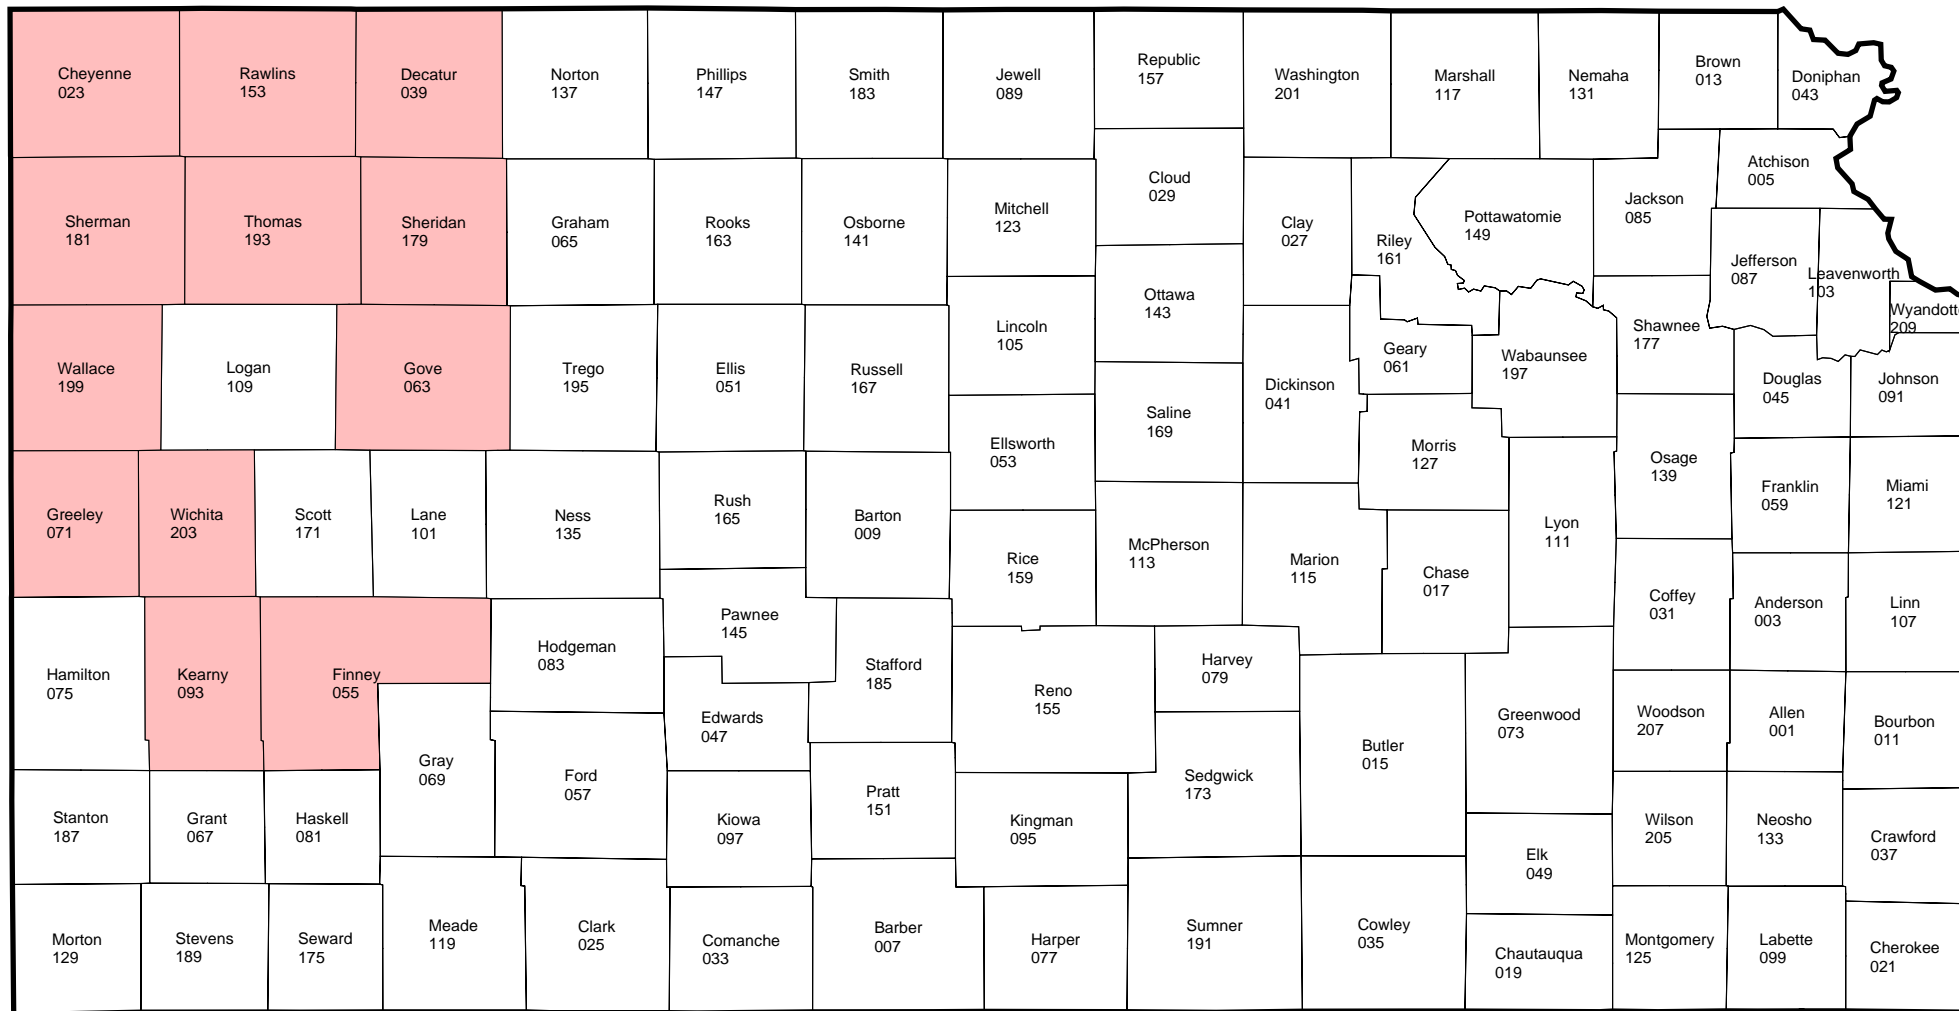 Cheyenne
023
Rawlins
153
Decatur
039
Norton
137
Phillips
147
Smith
183
Jewell
089
Republic
157
Washington
201
Marshall
117
Nemaha
131
Brown
013
Doniphan
043
Sherman
181
Thomas
193
Sheridan
179
Graham
065
Rooks
163
Osborne
141
Mitchell
123
Cloud
029
Clay
027
Riley
161
Pottawatomie
149
Jackson
085
Atchison
005
Jefferson
087
Leavenworth
103
Wyandott
209
Wallace
199
Logan
109
Gove
063
Trego
195
Ellis
051
Russell
167
Lincoln
105
Ottawa
143
Dickinson
041
Geary
061
Wabaunsee
197
Shawnee
177
Douglas
045
Johnson
091
Ellsworth
053
Saline
169
Morris
127
Osage
139
Franklin
059
Miami
121
Greeley
071
Wichita
203
Scott
171
Lane
101
Ness
135
Rush
165
Barton
009
Rice
159
McPherson
113
Marion
115
Chase
017
Lyon
111
Coffey
031
Anderson
003
Linn
107
Hamilton
075
Kearny
093
Finney
055
Hodgeman
083
Pawnee
145
Stafford
185
Reno
155
Harvey
079
Gray
069
Ford
057
Edwards
047
Sedgwick
173
Butler
015
Greenwood
073
Woodson
207
Allen
001
Bourbon
011
Stanton
187
Grant
067
Haskell
081
Kiowa
097
Pratt
151
Kingman
095
Elk
049
Wilson
205
Neosho
133
Crawford
037
Morton
129
Stevens
189
Seward
175
Meade
119
Clark
025
Comanche
033
Barber
007
Harper
077
Sumner
191
Cowley
035
Chautauqua
019
Montgomery
125
Labette
099
Cherokee
021